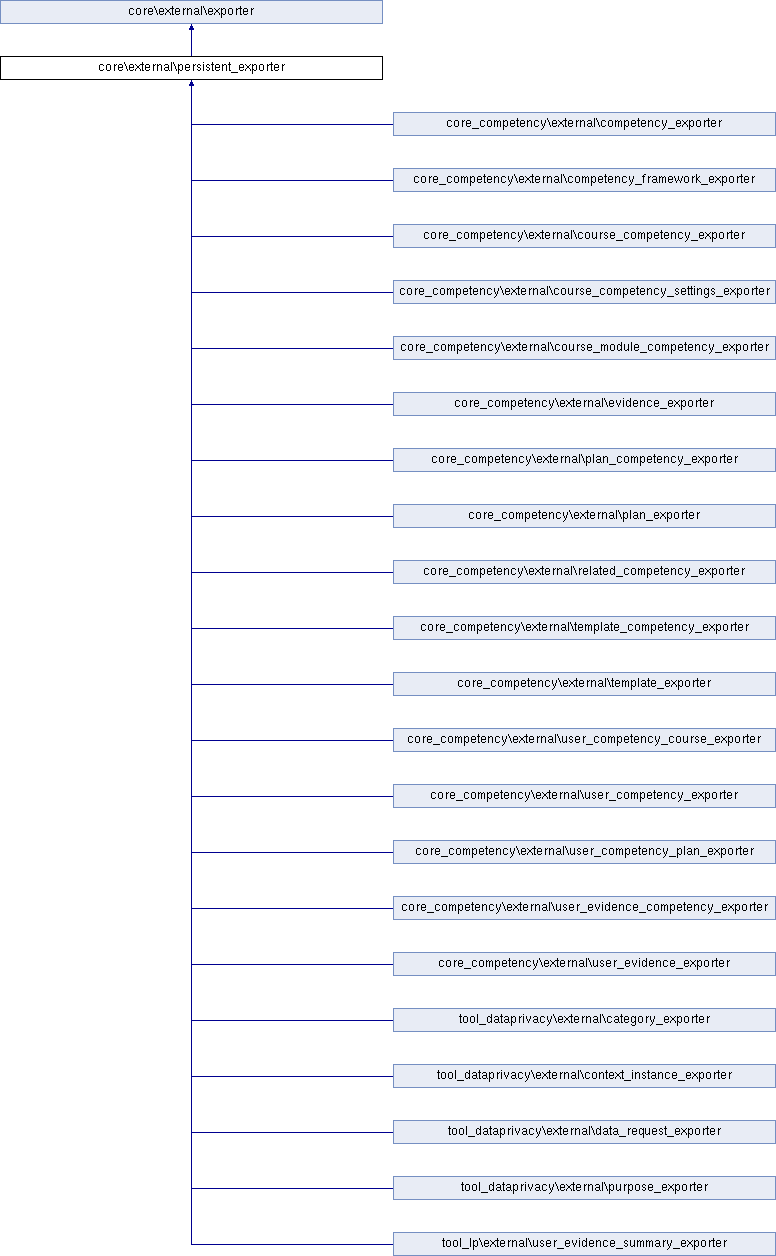 core\external\exporter
core\external\persistent_exporter
core_competency\external\competency_exporter
core_competency\external\competency_framework_exporter
core_competency\external\course_competency_exporter
core_competency\external\course_competency_settings_exporter
core_competency\external\course_module_competency_exporter
core_competency\external\evidence_exporter
core_competency\external\plan_competency_exporter
core_competency\external\plan_exporter
core_competency\external\related_competency_exporter
core_competency\external\template_competency_exporter
core_competency\external\template_exporter
core_competency\external\user_competency_course_exporter
core_competency\external\user_competency_exporter
core_competency\external\user_competency_plan_exporter
core_competency\external\user_evidence_competency_exporter
core_competency\external\user_evidence_exporter
tool_dataprivacy\external\category_exporter
tool_dataprivacy\external\context_instance_exporter
tool_dataprivacy\external\data_request_exporter
tool_dataprivacy\external\purpose_exporter
tool_lp\external\user_evidence_summary_exporter